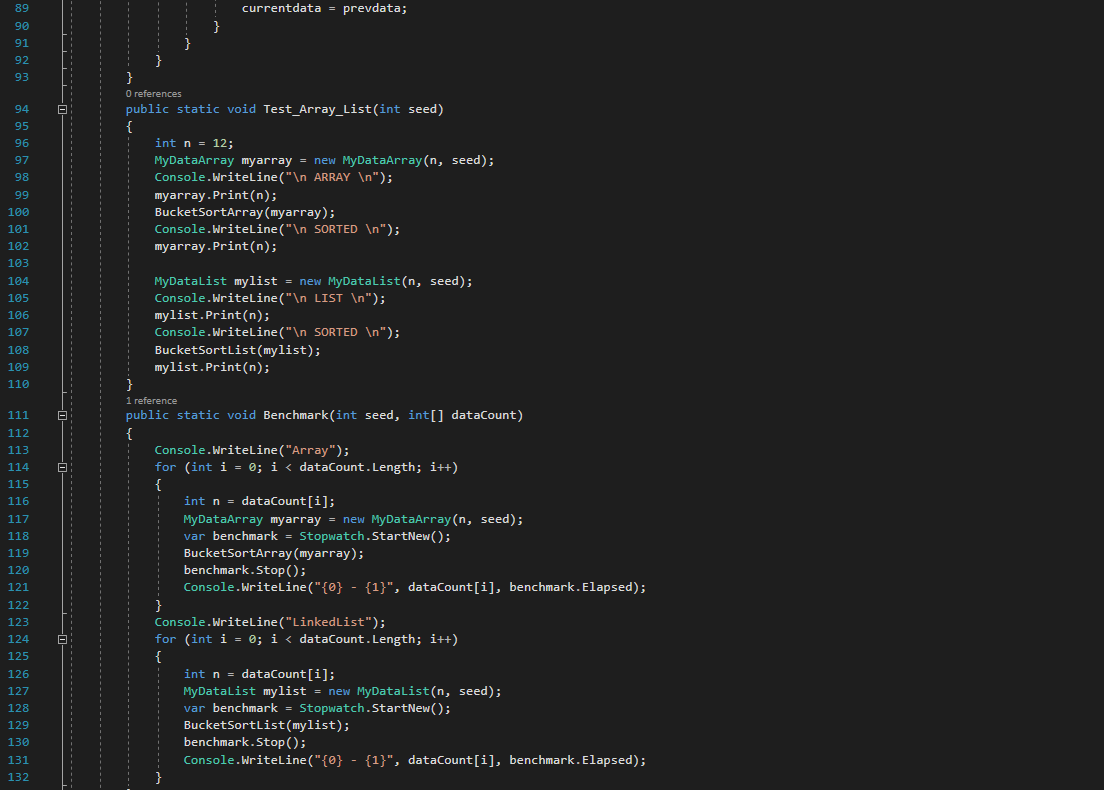 89 currentdata = prevdata;
90 }
91 }
92 }
93 }
0 references
94 public static void Test_Array_List(int seed)
95 {
96 int n = 12;
97 MyDataArray myarray = new MyDataArray(n, seed);
98 Console.WriteLine("\n ARRAY \n");
99 myarray.Print(n);
100 BucketSortArray(myarray);
101 Console.WriteLine("\n SORTED \n");
102 myarray.Print(n);
103
104 MyDataList mylist = new MyDataList(n, seed);
105 Console.WriteLine("\n LIST \n");
106 mylist.Print(n);
107 Console.WriteLine("\n SORTED \n");
108 BucketSortList(mylist);
109 mylist.Print(n);
110 }
1 reference
111 public static void Benchmark(int seed, int[] dataCount)
112 {
113 Console.WriteLine("Array");
114 for (int i = 0; i < dataCount.Length; i++)
115 {
116 int n = dataCount[i];
117 MyDataArray myarray = new MyDataArray(n, seed);
118 var benchmark = Stopwatch.StartNew();
119 BucketSortArray(myarray);
120 benchmark.Stop();
121 Console.WriteLine("{0} - {1}", dataCount[i], benchmark.Elapsed);
122 }
123 Console.WriteLine("LinkedList");
124 for (int i = 0; i < dataCount.Length; i++)
125 {
126 int n = dataCount[i];
127 MyDataList mylist = new MyDataList(n, seed);
128 var benchmark = Stopwatch.StartNew();
129 BucketSortList(mylist);
130 benchmark.Stop();
131 Console.WriteLine("{0} - {1}", dataCount[i], benchmark.Elapsed);
132 }